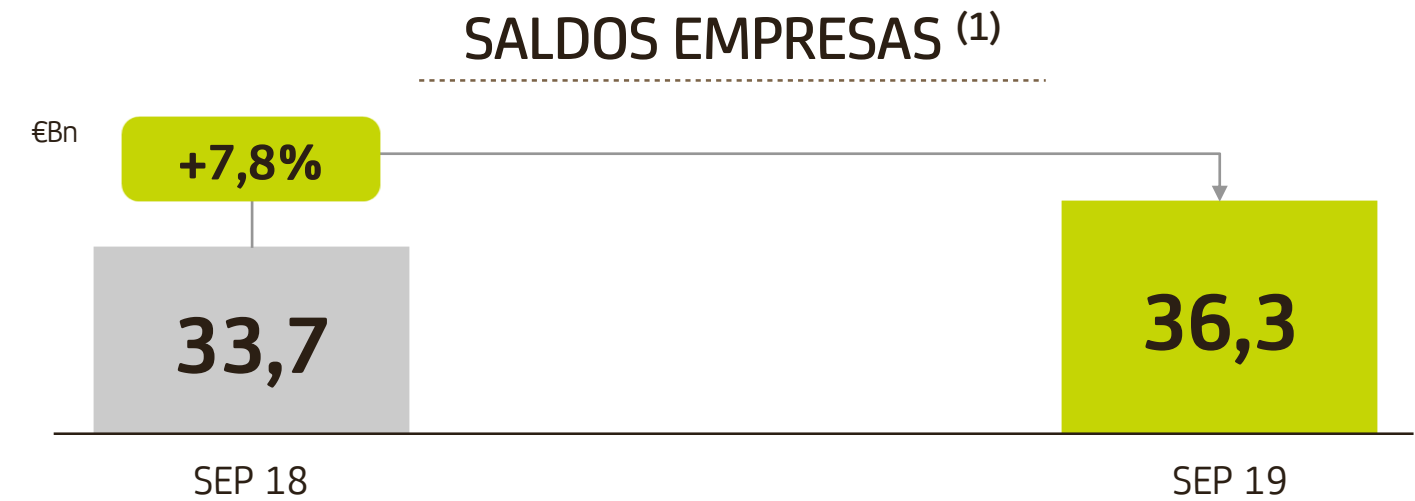 SALDOS EMPRESAS (1)
€Bn
+7,8%
33,7
36,3
SEP 18
SEP 19